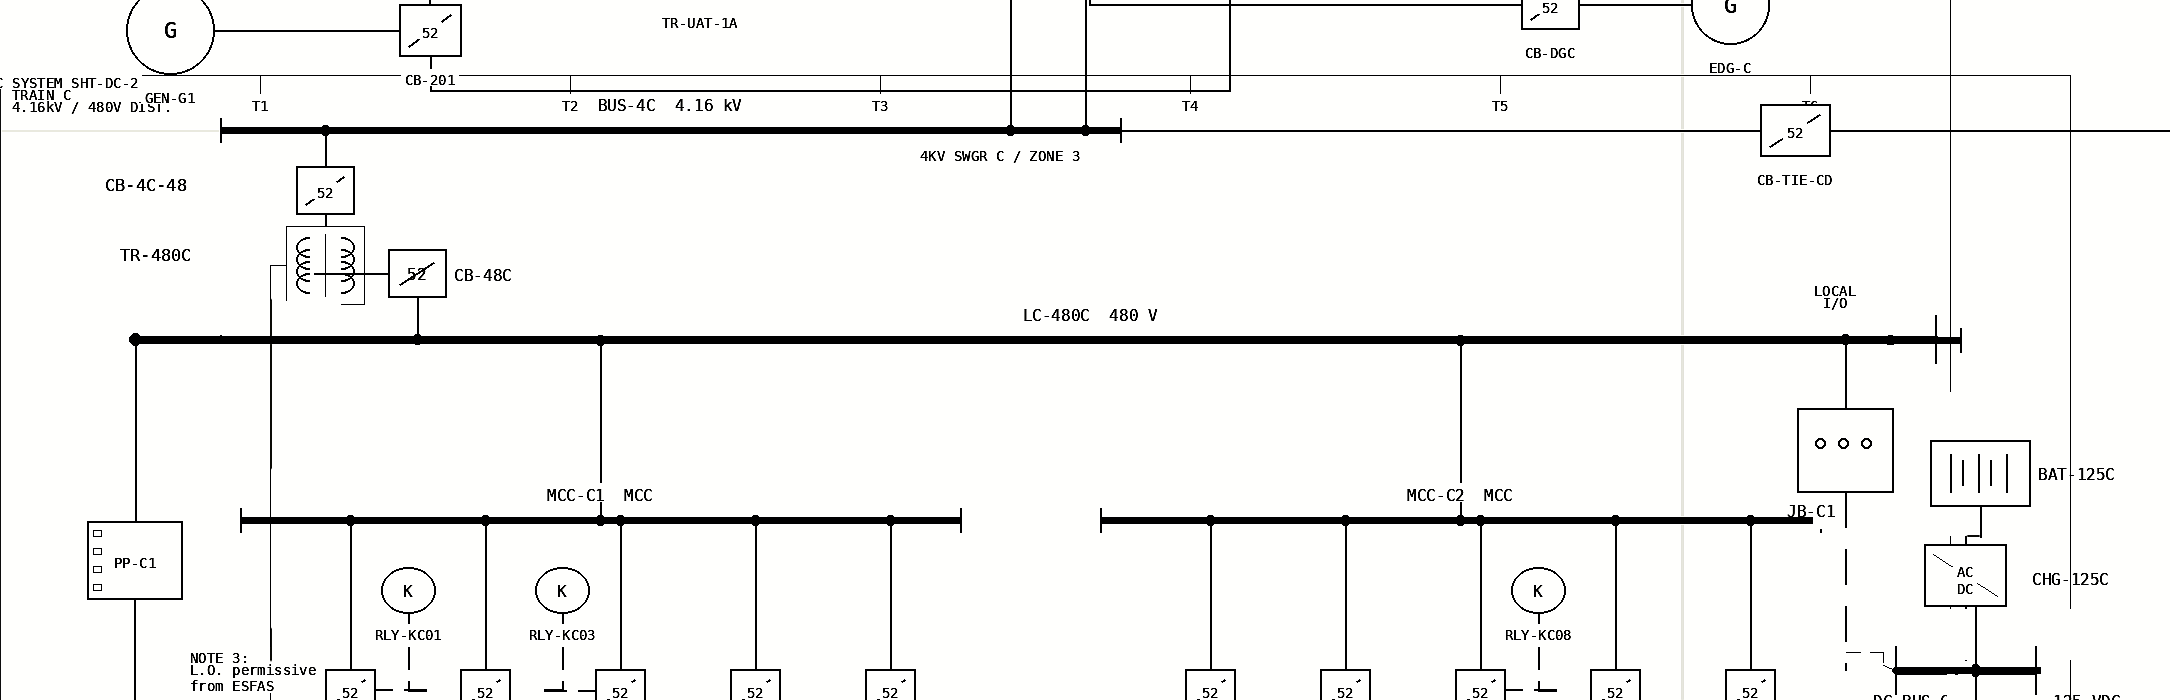 G
52
TR-UAT-1A
52
G
CB-DGC
EDG-C
CB-201
C SYSTEM SHT-DC-2
TRAIN C
4.16kV / 480V DIST.
GEN-G1
T1
T2
BUS-4C 4.16 kV
T3
T4
T5
52
4KV SWGR C / ZONE 3
CB-TIE-CD
CB-4C-48
52
TR-480C
52
CB-48C
LOCAL
I/O
LC-480C 480 V
BAT-125C
MCC-C1 MCC
MCC-C2 MCC
JB-C1
PP-C1
AC
DC
CHG-125C
K
K
K
RLY-KC01
RLY-KC03
RLY-KC08
NOTE 3:
L.O. permissive
from ESFAS
52
52
52
52
52
52
52
52
52
52
125 VDC